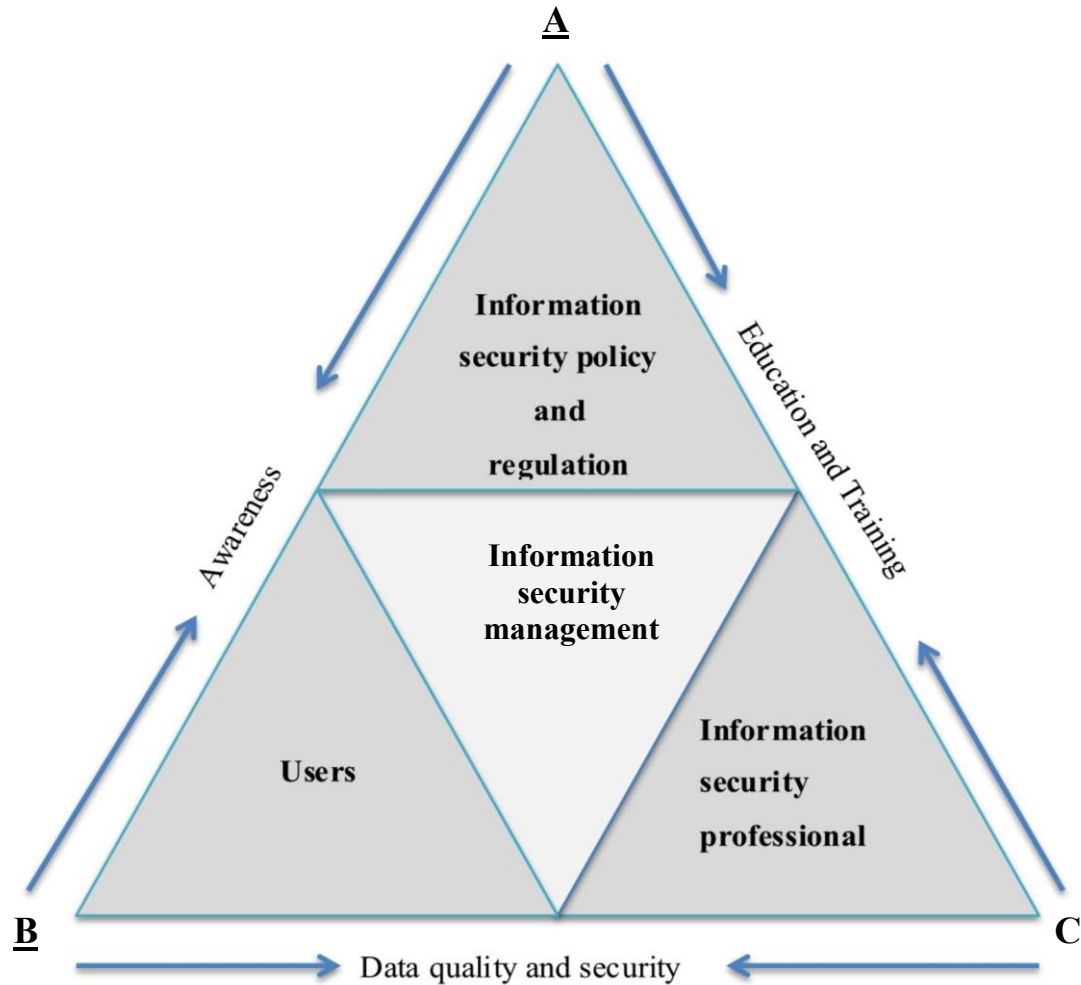 A
Information
security policy
and
regulation
Education and Training
Awareness
Information
security
management
Users
Information
security
professional
B
C
Data quality and security